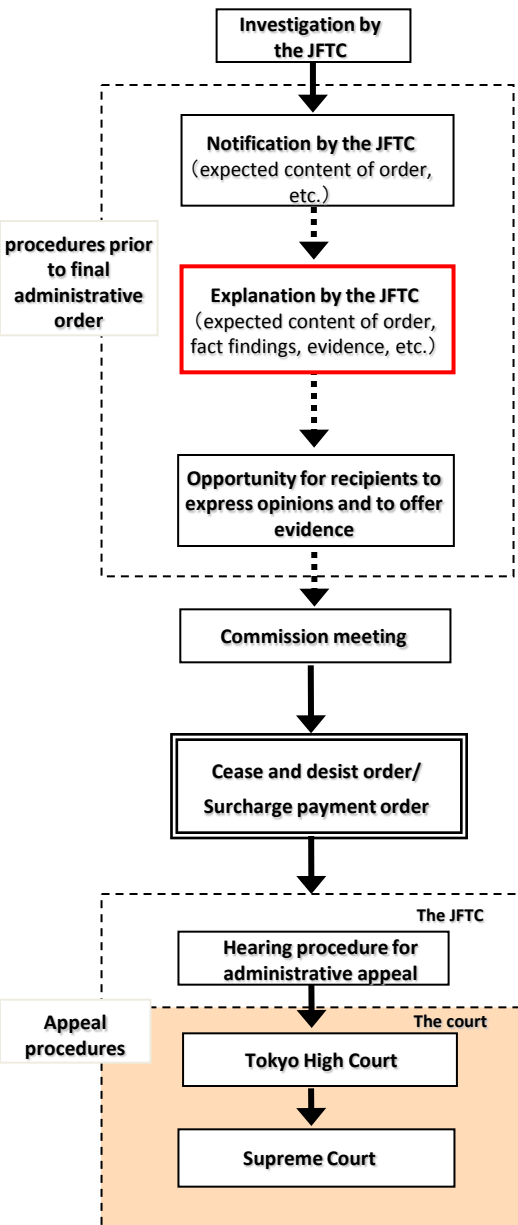 Investigation by
the JFTC
Notification by the JFTC
（expected content of order,
etc.）
procedures prior
to final
administrative
order
Explanation by the JFTC
（expected content of order,
fact findings, evidence, etc.）
Opportunity for recipients to
express opinions and to offer
evidence
Commission meeting
Cease and desist order/
Surcharge payment order
The JFTC
Hearing procedure for
administrative appeal
Appeal
procedures
The court
Tokyo High Court
Supreme Court